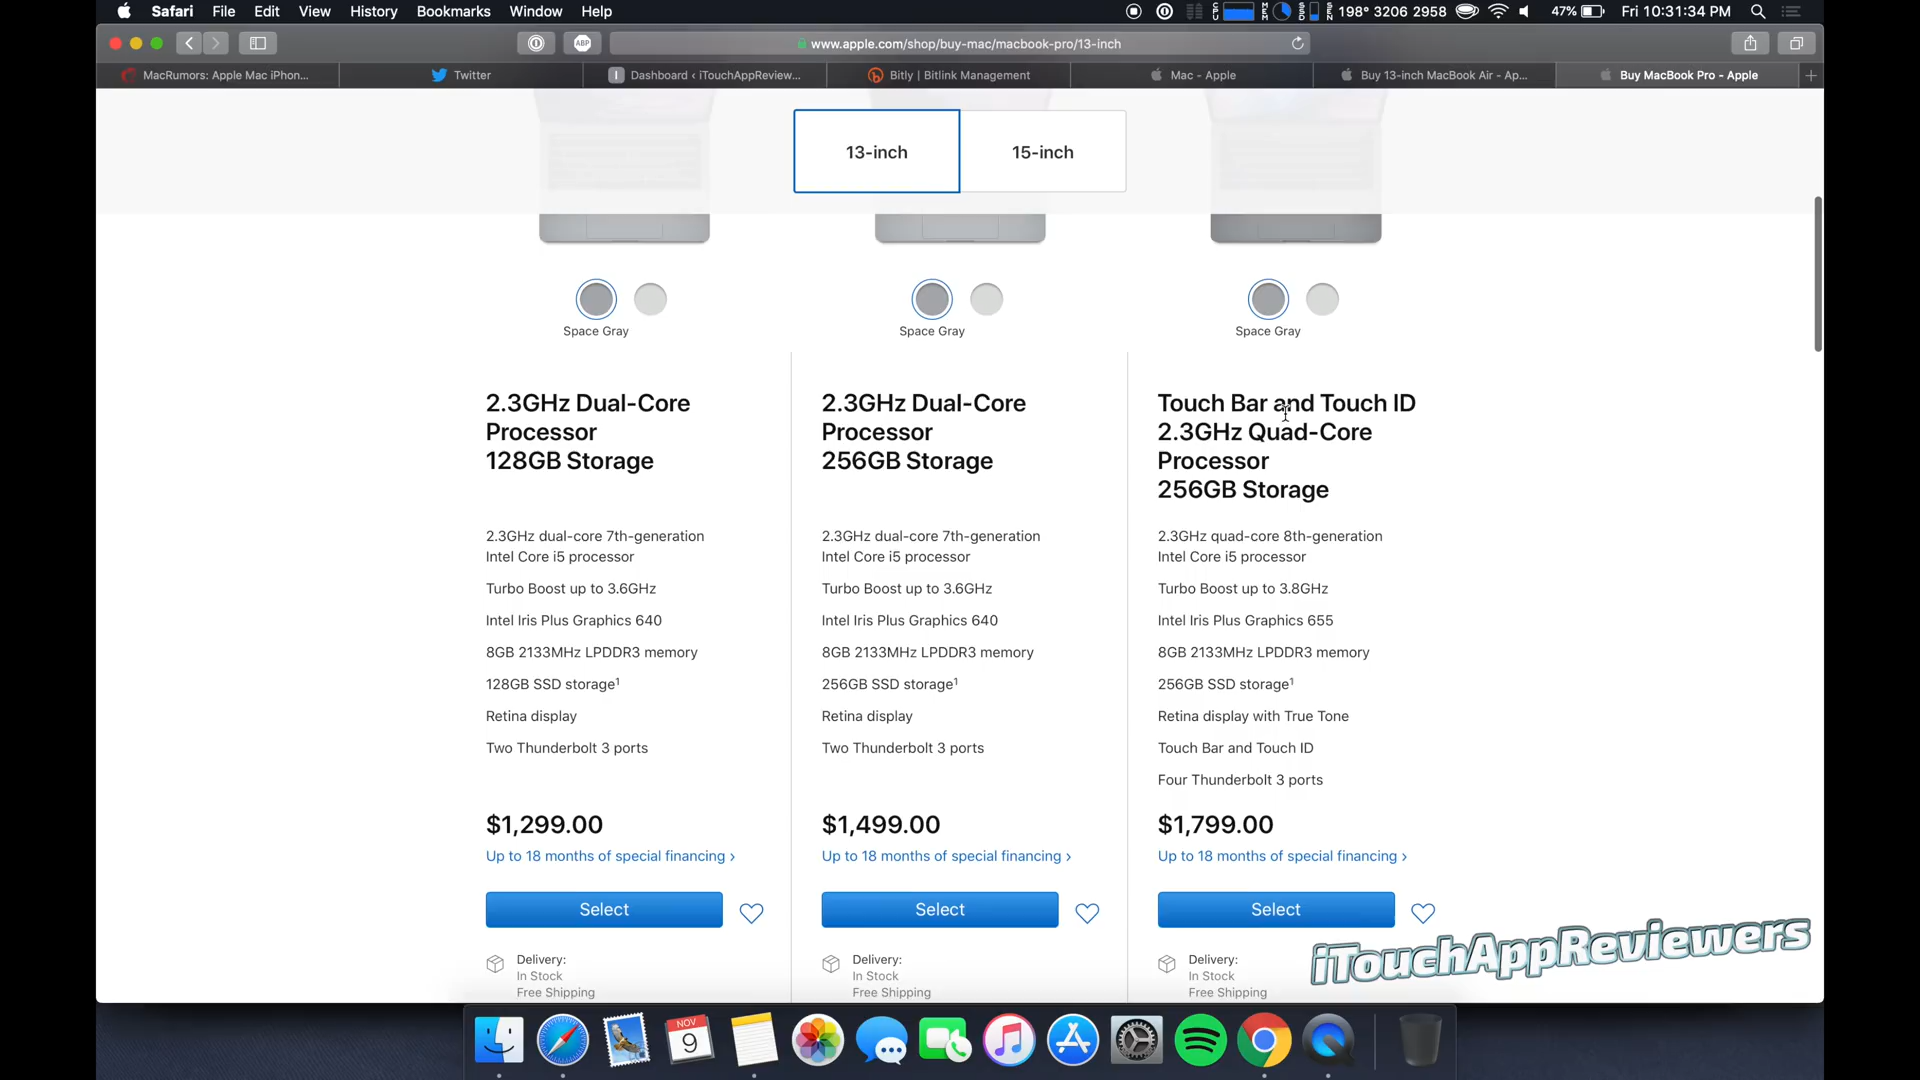 Safari File Edit View History Bookmarks Window Help
198° 3206 2958 47% Fri 10:31:34 PM
ABP www.apple.com/shop/buy-mac/macbook-pro/13-inch
MacRumors: Apple Mac iPhon... Twitter Dashboard ‹ iTouchAppReview... Bitly | Bitlink Management Mac - Apple Buy 13-inch MacBook Air - Ap... Buy MacBook Pro - Apple
13-inch 15-inch
Space Gray Space Gray Space Gray
2.3GHz Dual-Core
Processor
128GB Storage
2.3GHz dual-core 7th-generation
Intel Core i5 processor
Turbo Boost up to 3.6GHz
Intel Iris Plus Graphics 640
8GB 2133MHz LPDDR3 memory
128GB SSD storage¹
Retina display
Two Thunderbolt 3 ports
$1,299.00
Up to 18 months of special financing ›
Select
Delivery:
In Stock
Free Shipping
2.3GHz Dual-Core
Processor
256GB Storage
2.3GHz dual-core 7th-generation
Intel Core i5 processor
Turbo Boost up to 3.6GHz
Intel Iris Plus Graphics 640
8GB 2133MHz LPDDR3 memory
256GB SSD storage¹
Retina display
Two Thunderbolt 3 ports
$1,499.00
Up to 18 months of special financing ›
Select
Delivery:
In Stock
Free Shipping
Touch Bar and Touch ID
2.3GHz Quad-Core
Processor
256GB Storage
2.3GHz quad-core 8th-generation
Intel Core i5 processor
Turbo Boost up to 3.8GHz
Intel Iris Plus Graphics 655
8GB 2133MHz LPDDR3 memory
256GB SSD storage¹
Retina display with True Tone
Touch Bar and Touch ID
Four Thunderbolt 3 ports
$1,799.00
Up to 18 months of special financing ›
Select
Delivery:
In Stock
Free Shipping
iTouchAppReviewers
NOV
9